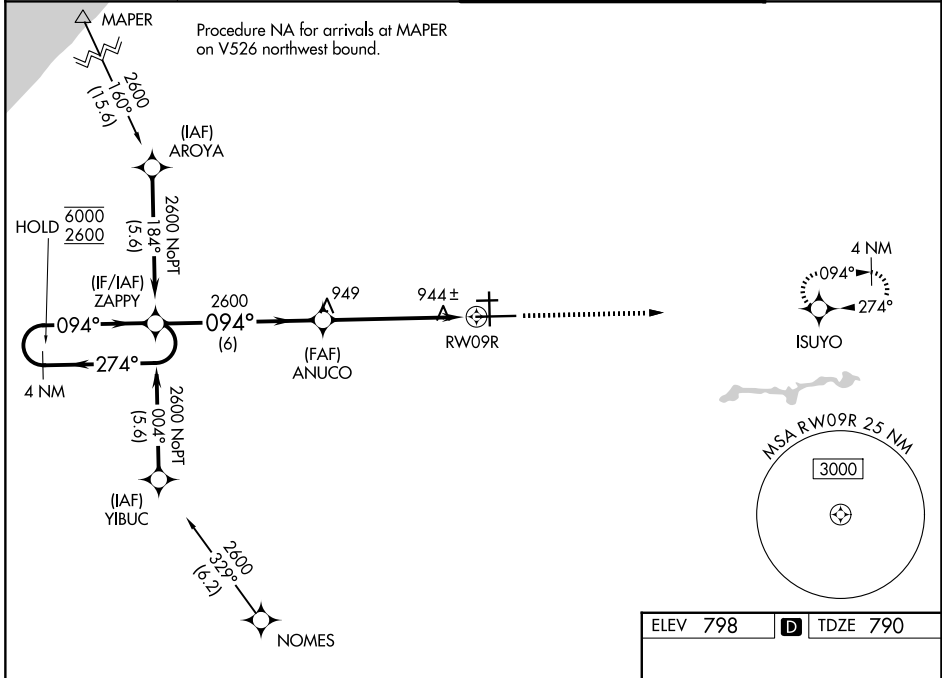 MAPER
Procedure NA for arrivals at MAPER
on V526 northwest bound.
2600
160°
(15.6)
(IAF)
AROYA
2600 NoPT
184°
(5.6)
HOLD 6000
2600
(IF/IAF)
ZAPPY
094°
274°
4 NM
2600
094°
(6)
949
(FAF)
ANUCO
944±
RW09R
4 NM
094°
274°
ISUYO
2600 NoPT
004°
(5.6)
(IAF)
YIBUC
2600
329°
(6.2)
NOMES
MSA RW09R 25 NM
3000
ELEV 798 D TDZE 790